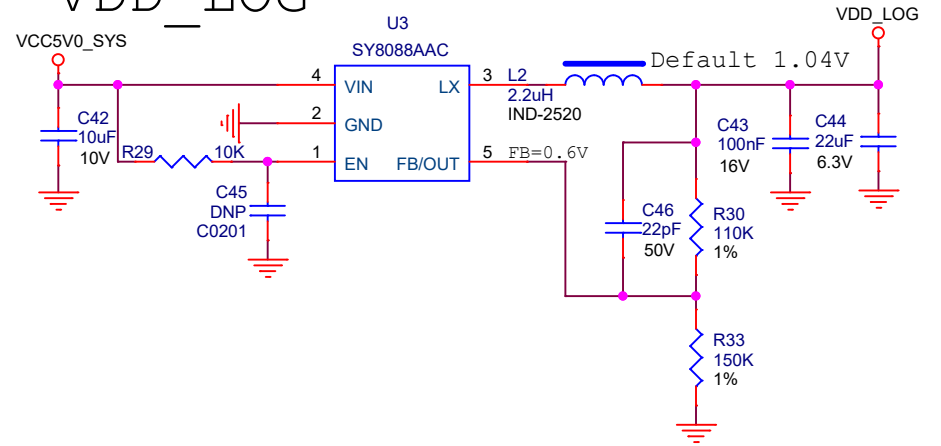 VDD_LOG
VCC5V0_SYS
U3
SY8088AAC
VDD_LOG
Default 1.04V
4 VIN
LX 3
L2
2.2uH
IND-2520
C42
10uF
10V
2 GND
R29 10K
1 EN
FB/OUT 5
FB=0.6V
C43
100nF
16V
C44
22uF
6.3V
C45
DNP
C0201
C46
22pF
50V
R30
110K
1%
R33
150K
1%